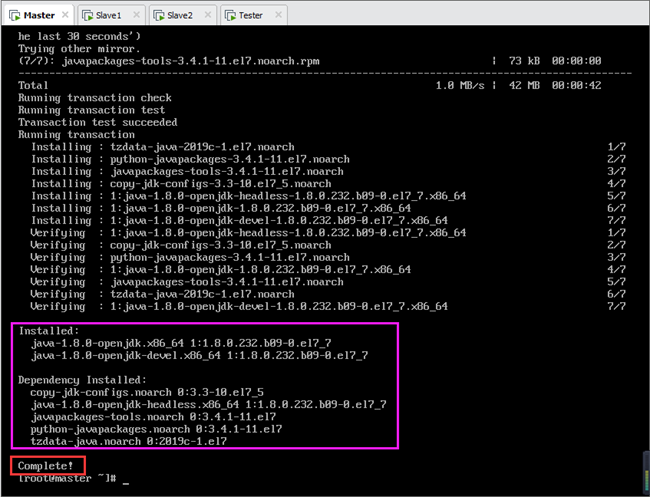 Master × Slave1 × Slave2 × Tester ×
he last 30 seconds')
Trying other mirror.
(7/7): javapackages-tools-3.4.1-11.el7.noarch.rpm | 73 kB 00:00:00
--------------------------------------------------------------------------------
Total 1.0 MB/s | 42 MB 00:00:42
Running transaction check
Running transaction test
Transaction test succeeded
Running transaction
Installing : tzdata-java-2019c-1.el7.noarch 1/7
Installing : python-javapackages-3.4.1-11.el7.noarch 2/7
Installing : javapackages-tools-3.4.1-11.el7.noarch 3/7
Installing : copy-jdk-configs-3.3-10.el7_5.noarch 4/7
Installing : 1:java-1.8.0-openjdk-headless-1.8.0.232.b09-0.el7_7.x86_64 5/7
Installing : 1:java-1.8.0-openjdk-1.8.0.232.b09-0.el7_7.x86_64 6/7
Installing : 1:java-1.8.0-openjdk-devel-1.8.0.232.b09-0.el7_7.x86_64 7/7
Verifying : 1:java-1.8.0-openjdk-headless-1.8.0.232.b09-0.el7_7.x86_64 1/7
Verifying : copy-jdk-configs-3.3-10.el7_5.noarch 2/7
Verifying : python-javapackages-3.4.1-11.el7.noarch 3/7
Verifying : 1:java-1.8.0-openjdk-1.8.0.232.b09-0.el7_7.x86_64 4/7
Verifying : javapackages-tools-3.4.1-11.el7.noarch 5/7
Verifying : tzdata-java-2019c-1.el7.noarch 6/7
Verifying : 1:java-1.8.0-openjdk-devel-1.8.0.232.b09-0.el7_7.x86_64 7/7
Installed:
java-1.8.0-openjdk.x86_64 1:1.8.0.232.b09-0.el7_7
java-1.8.0-openjdk-devel.x86_64 1:1.8.0.232.b09-0.el7_7
Dependency Installed:
copy-jdk-configs.noarch 0:3.3-10.el7_5
java-1.8.0-openjdk-headless.x86_64 1:1.8.0.232.b09-0.el7_7
javapackages-tools.noarch 0:3.4.1-11.el7
python-javapackages.noarch 0:3.4.1-11.el7
tzdata-java.noarch 0:2019c-1.el7
Complete!
[root@master ~]# _